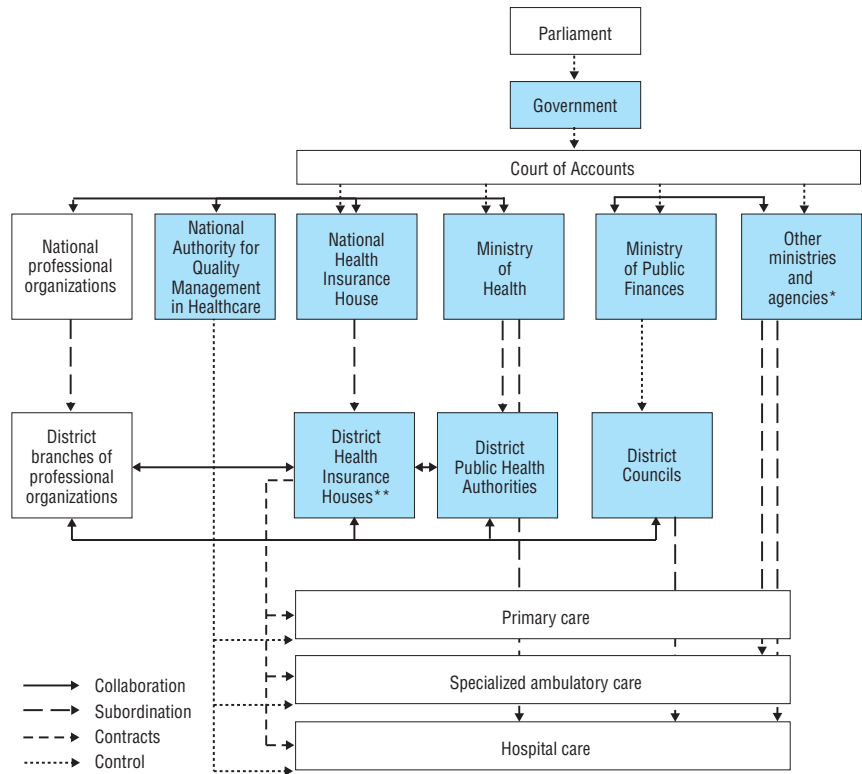 Parliament
Government
Court of Accounts
National
professional
organizations
National
Authority for
Quality
Management
in Healthcare
National
Health
Insurance
House
Ministry
of
Health
Ministry
of Public
Finances
Other
ministries
and
agencies*
District
branches of
professional
organizations
District
Health
Insurance
Houses**
District
Public Health
Authorities
District
Councils
Primary care
Specialized ambulatory care
Hospital care
Collaboration
Subordination
Contracts
Control